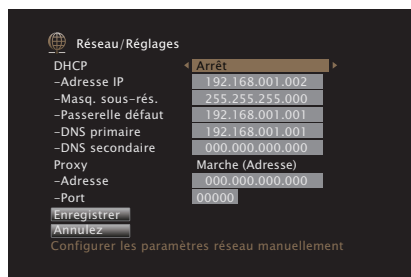 Réseau/Réglages
DHCP Arrêt
–Adresse IP 192.168.001.002
–Masq. sous-rés. 255.255.255.000
–Passerelle défaut 192.168.001.001
–DNS primaire 192.168.001.001
–DNS secondaire 000.000.000.000
Proxy Marche (Adresse)
–Adresse 000.000.000.000
–Port 00000
Enregistrer
Annulez
Configurer les paramètres réseau manuellement